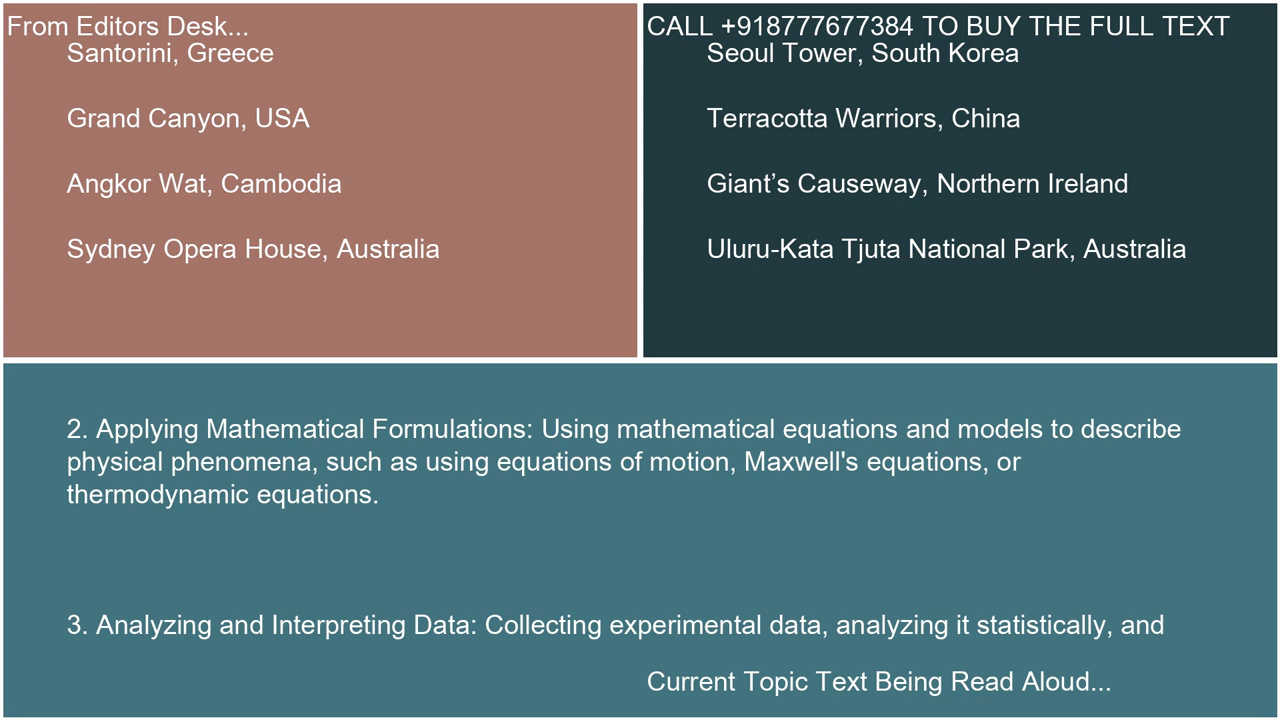 From Editors Desk...
Santorini, Greece
Grand Canyon, USA
Angkor Wat, Cambodia
Sydney Opera House, Australia
CALL +918777677384 TO BUY THE FULL TEXT
Seoul Tower, South Korea
Terracotta Warriors, China
Giant’s Causeway, Northern Ireland
Uluru-Kata Tjuta National Park, Australia
2. Applying Mathematical Formulations: Using mathematical equations and models to describe
physical phenomena, such as using equations of motion, Maxwell's equations, or
thermodynamic equations.
3. Analyzing and Interpreting Data: Collecting experimental data, analyzing it statistically, and
Current Topic Text Being Read Aloud...